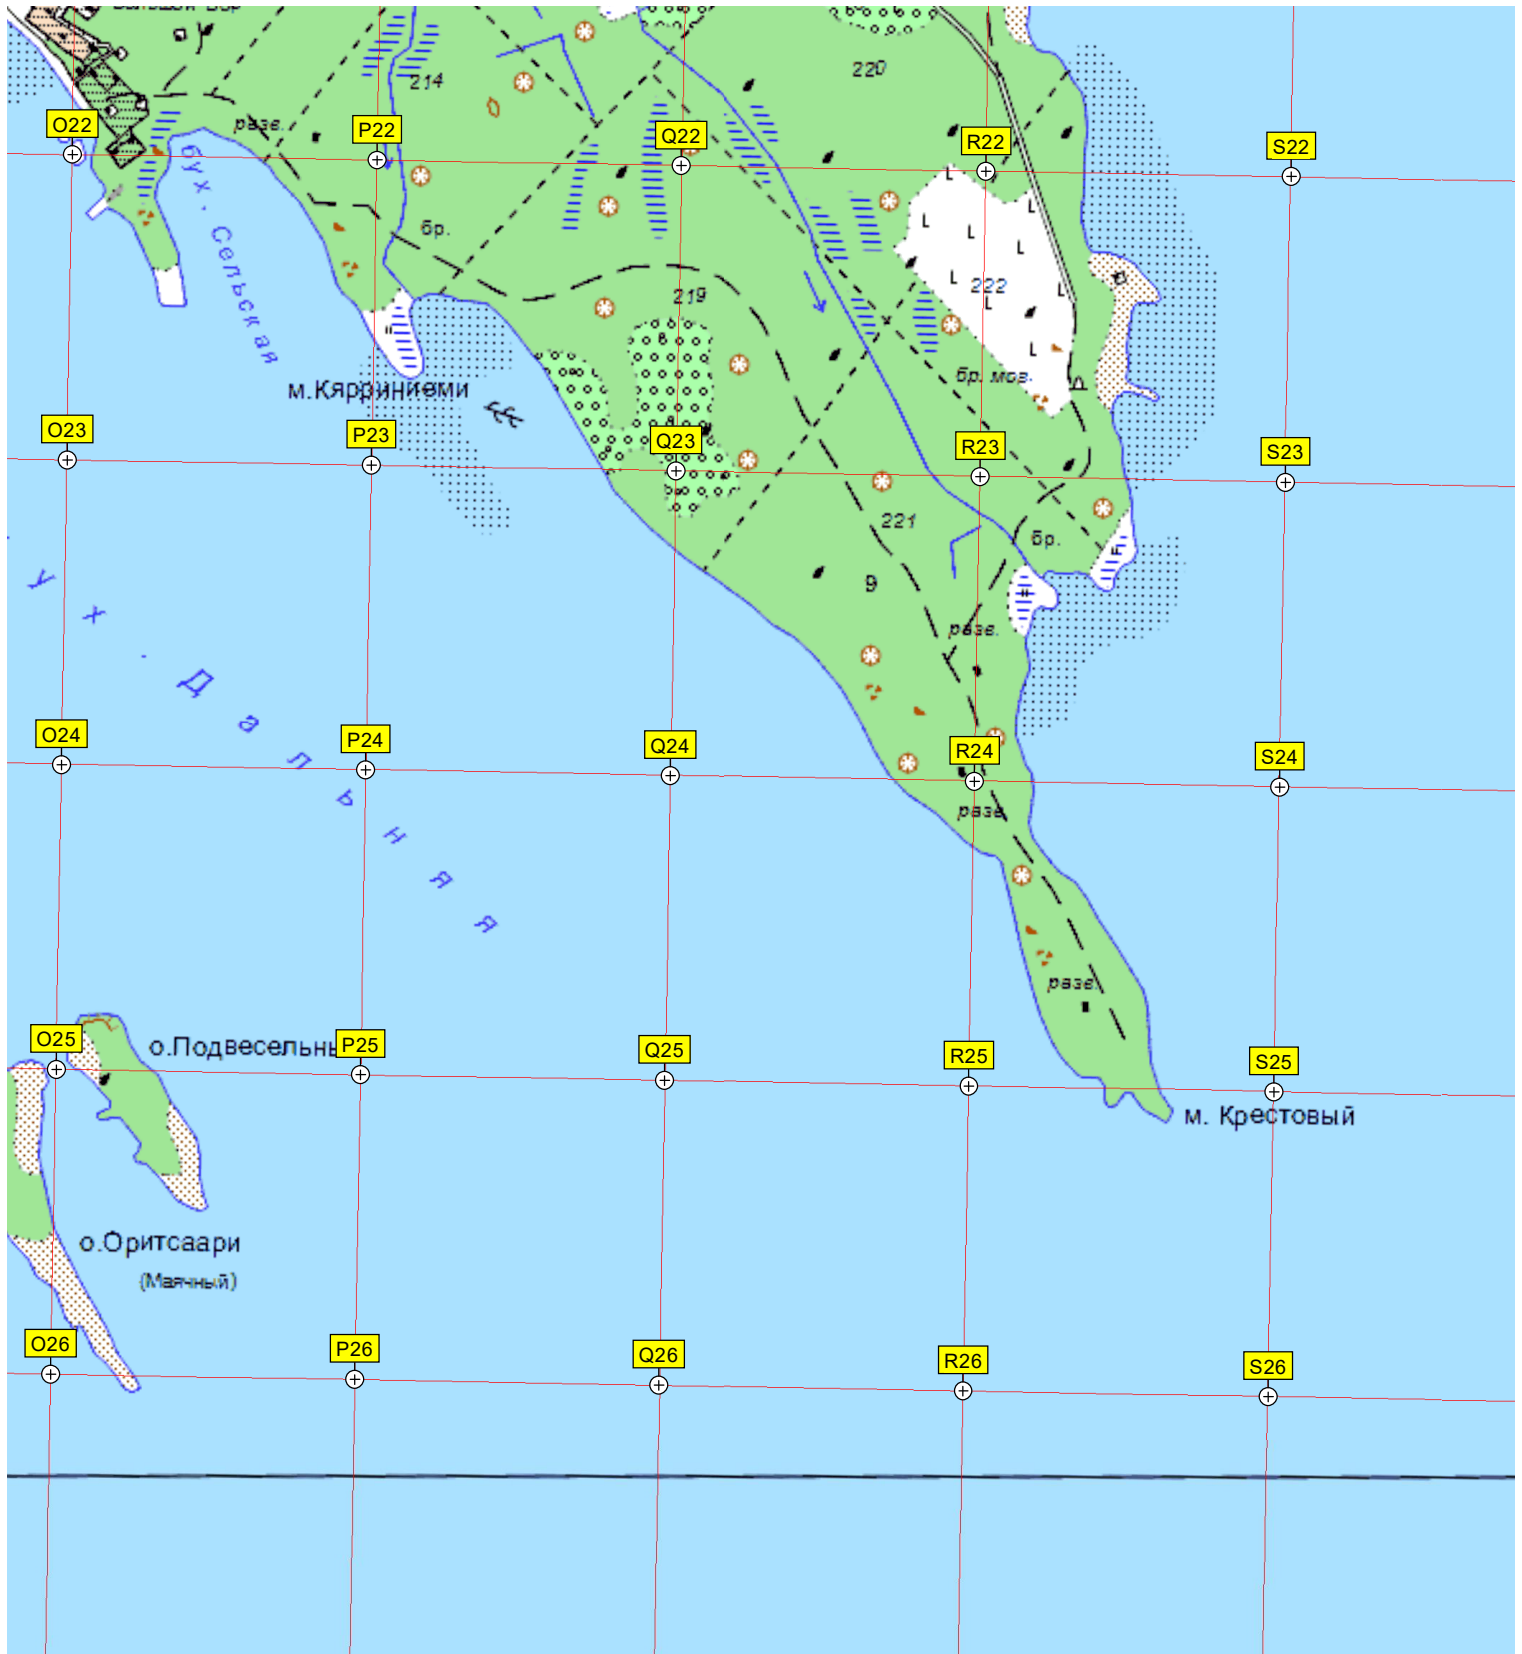 214
220
разв.
O22
P22
Q22
R22
S22
бух. Сельская
бр.
222
219
бр. мов.
м.Кярриниеми
O23
P23
Q23
R23
S23
221
бр.
9
разв.
ух. Дальняя
O24
P24
Q24
R24
S24
разв.
разв.
O25
о.Подвесельны
P25
Q25
R25
S25
м. Крестовый
о.Оритсаари
(Маячный)
O26
P26
Q26
R26
S26